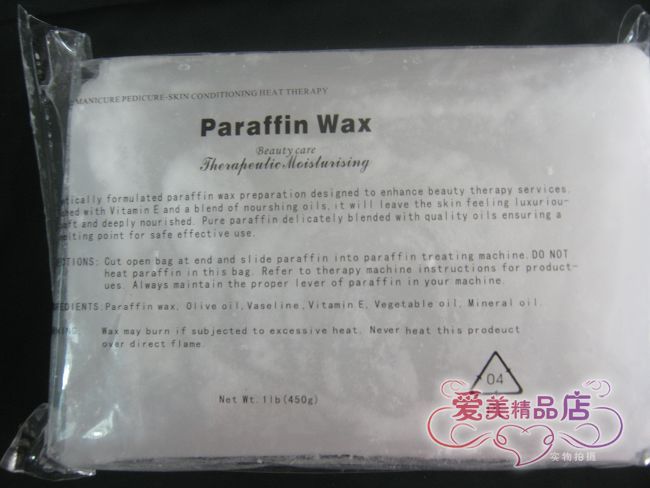 MANICURE PEDICURE-SKIN CONDITIONING HEAT THERAPY
Paraffin Wax
Beauty care
Therapeutic Moisturising
etically formulated paraffin wax preparation designed to enhance beauty therapy services.
ched with Vitamin E and a blend of nourshing oils, it will leave the skin feeling luxuriou-
oft and deeply nourished. Pure paraffin delicately blended with quality oils ensuring a
melting point for safe effective use.
CTIONS: Cut open bag at end and slide paraffin into paraffin treating machine. DO NOT
heat paraffin in this bag. Refer to therapy machine instructions for product-
ues. Always maintain the proper lever of paraffin in your machine.
EDIENTS: Paraffin wax, Olive oil, Vaseline, Vitamin E, Vegetable oil, Mineral oil.
Wax may burn if subjected to excessive heat. Never heat this prodeuct
over direct flame.
04
Net Wt. 1lb(450g)
爱美精品店
实物拍摄